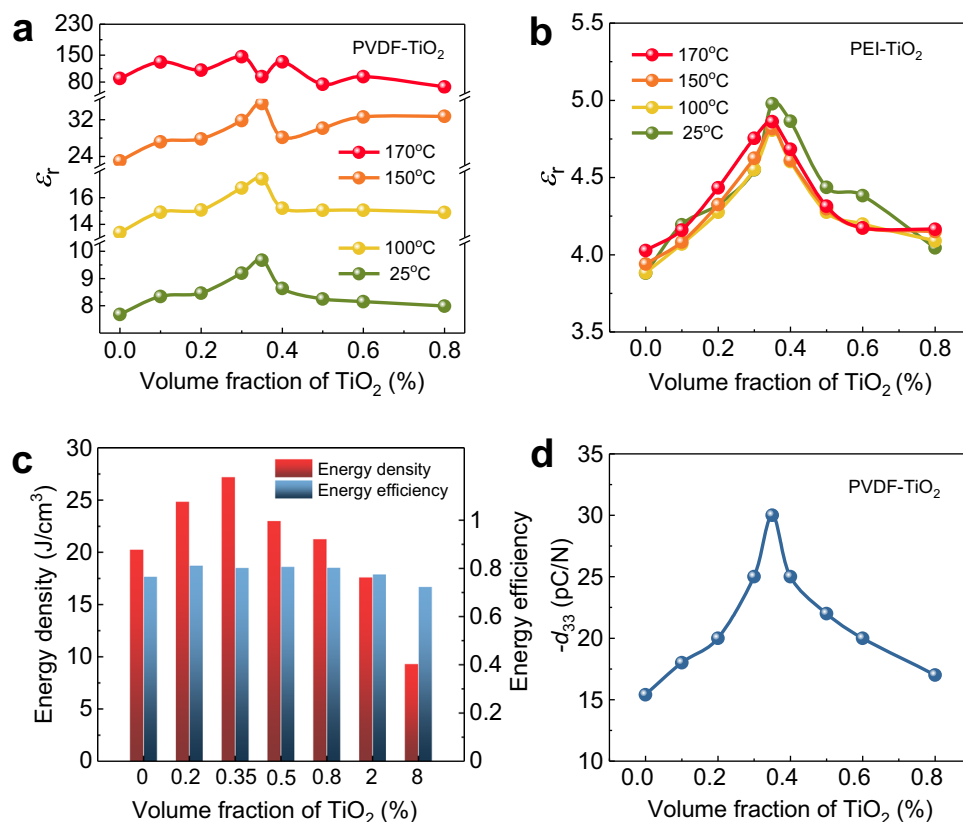 a
PVDF-TiO2
230
150
80
32
24
16
14
10
8
εr
170°C
150°C
100°C
25°C
0.0 0.2 0.4 0.6 0.8
Volume fraction of TiO2 (%)
b
PEI-TiO2
170°C
150°C
100°C
25°C
5.0
4.5
4.0
3.5
εr
0.0 0.2 0.4 0.6 0.8
Volume fraction of TiO2 (%)
c
Energy density
Energy efficiency
30
25
20
15
10
5
0
Energy density (J/cm3)
1
0.8
0.6
0.4
0.2
0
Energy efficiency
0 0.2 0.35 0.5 0.8 2 8
Volume fraction of TiO2 (%)
d
PVDF-TiO2
35
30
25
20
15
10
-d33 (pC/N)
0.0 0.2 0.4 0.6 0.8
Volume fraction of TiO2 (%)